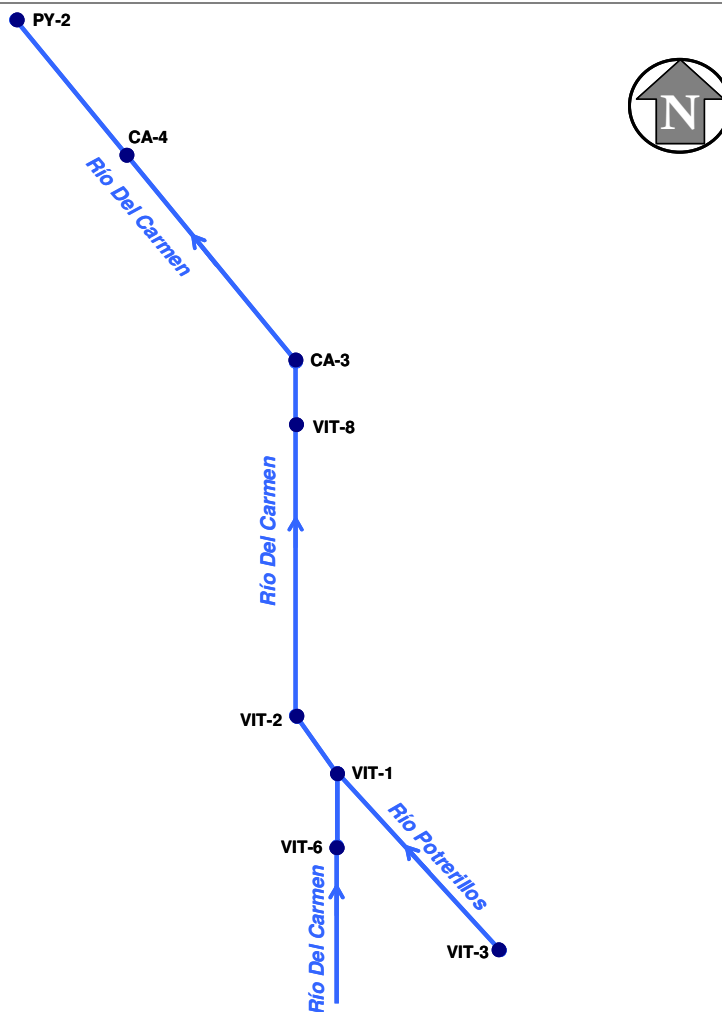 PY-2
N
CA-4
Río Del Carmen
CA-3
VIT-8
Río Del Carmen
VIT-2
VIT-1
Río Potrerillos
VIT-6
Río Del Carmen
VIT-3